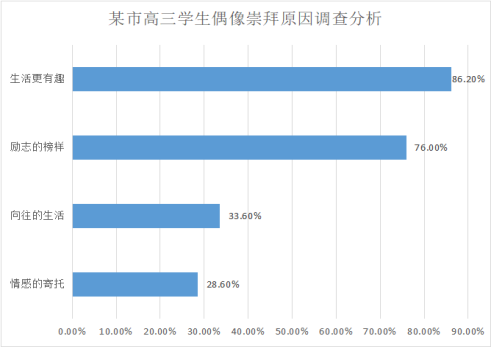 某市高三学生偶像崇拜原因调查分析
生活更有趣 86.20%
励志的榜样 76.00%
向往的生活 33.60%
情感的寄托 28.60%
0.00% 10.00% 20.00% 30.00% 40.00% 50.00% 60.00% 70.00% 80.00% 90.00%